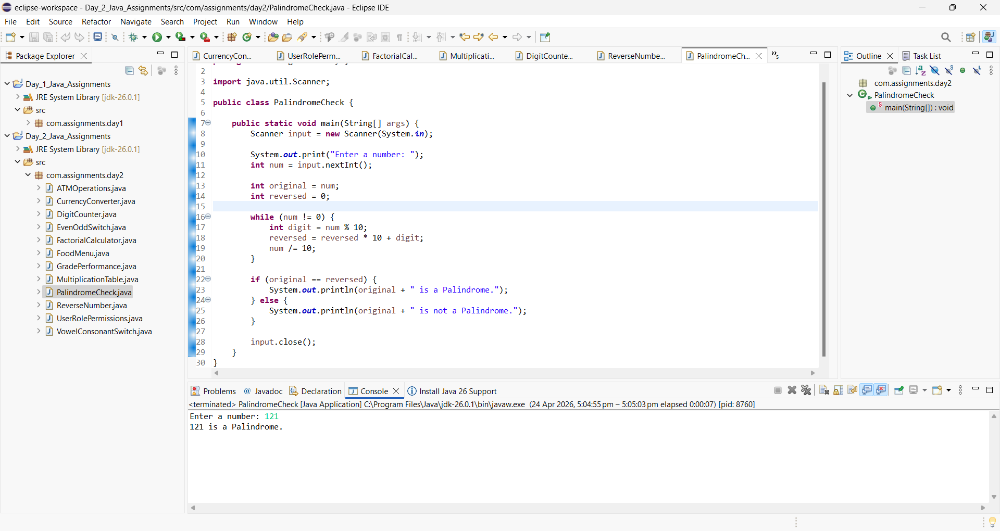 eclipse-workspace - Day_2_Java_Assignments/src/com/assignments/day2/PalindromeCheck.java - Eclipse IDE
File Edit Source Refactor Navigate Search Project Run Window Help
Package Explorer
Day_1_Java_Assignments
JRE System Library [jdk-26.0.1]
src
com.assignments.day1
Day_2_Java_Assignments
JRE System Library [jdk-26.0.1]
src
com.assignments.day2
ATMOperations.java
CurrencyConverter.java
DigitCounter.java
EvenOddSwitch.java
FactorialCalculator.java
FoodMenu.java
GradePerformance.java
MultiplicationTable.java
PalindromeCheck.java
ReverseNumber.java
UserRolePermissions.java
VowelConsonantSwitch.java
CurrencyCon... UserRolePerm... FactorialCal... Multiplicati... DigitCounte... ReverseNumbe... PalindromeCh... »5
2
3 import java.util.Scanner;
4
5 public class PalindromeCheck {
6
7 public static void main(String[] args) {
8 Scanner input = new Scanner(System.in);
9
10 System.out.print("Enter a number: ");
11 int num = input.nextInt();
12
13 int original = num;
14 int reversed = 0;
15
16 while (num != 0) {
17 int digit = num % 10;
18 reversed = reversed * 10 + digit;
19 num /= 10;
20 }
21
22 if (original == reversed) {
23 System.out.println(original + " is a Palindrome.");
24 } else {
25 System.out.println(original + " is not a Palindrome.");
26 }
27
28 input.close();
29 }
30 }
Outline Task List
com.assignments.day2
PalindromeCheck
main(String[]) : void
Problems Javadoc Declaration Console Install Java 26 Support
<terminated> PalindromeCheck [Java Application] C:\Program Files\Java\jdk-26.0.1\bin\javaw.exe (24 Apr 2026, 5:04:55 pm – 5:05:03 pm elapsed 0:00:07) [pid: 8760]
Enter a number: 121
121 is a Palindrome.